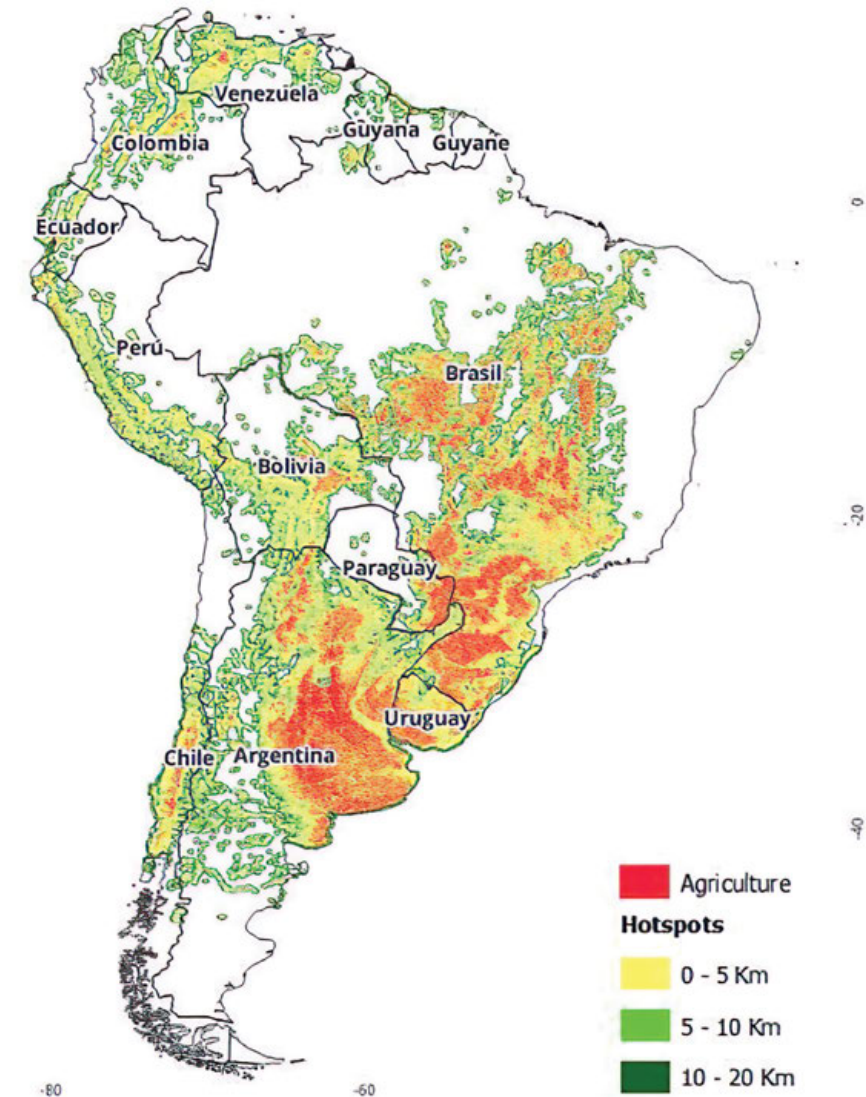 Venezuela
Guyana
Colombia
Guyane
0
Ecuador
Perú
Brasil
Bolivia
-20
Paraguay
Uruguay
Chile
Argentina
-40
Agriculture
Hotspots
0 - 5 Km
5 - 10 Km
10 - 20 Km
-80
-60